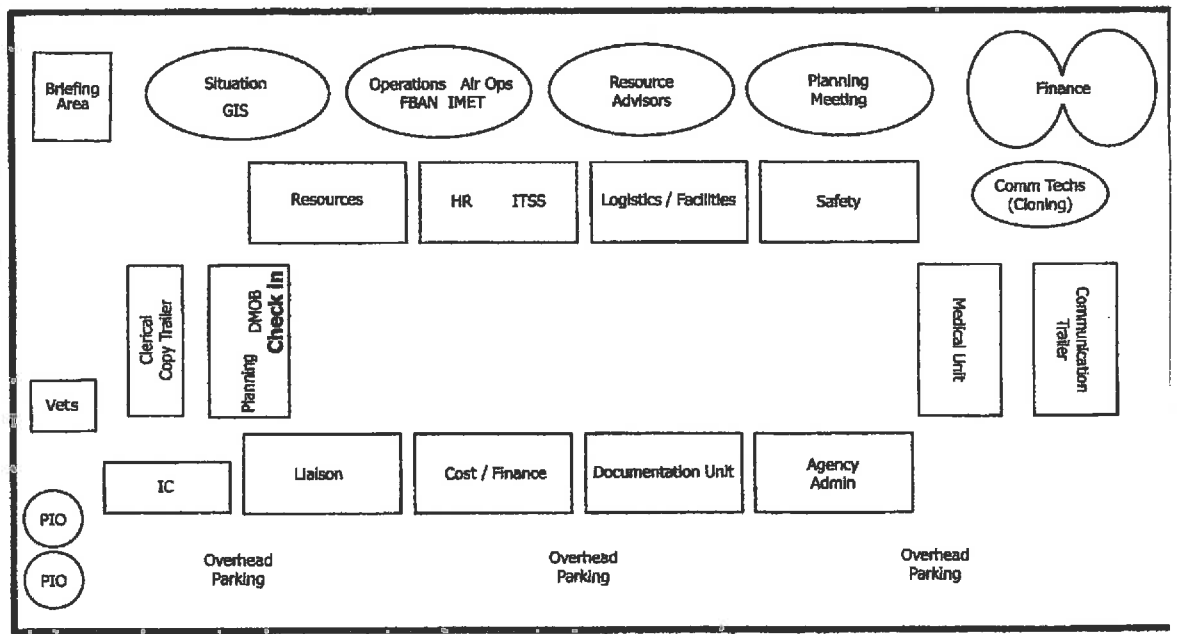 Briefing
Area
Situation
GIS
Operations Air Ops
FBAN IMET
Resource
Advisors
Planning
Meeting
Finance
Resources
HR ITSS
Logistics / Facilities
Safety
Comm Techs
(Cloning)
Clerical
Copy Trailer
Planning DMOB
Check in
Medical Unit
Communication
Trailer
Vets
IC
Liaison
Cost / Finance
Documentation Unit
Agency
Admin
PIO
PIO
Overhead
Parking
Overhead
Parking
Overhead
Parking